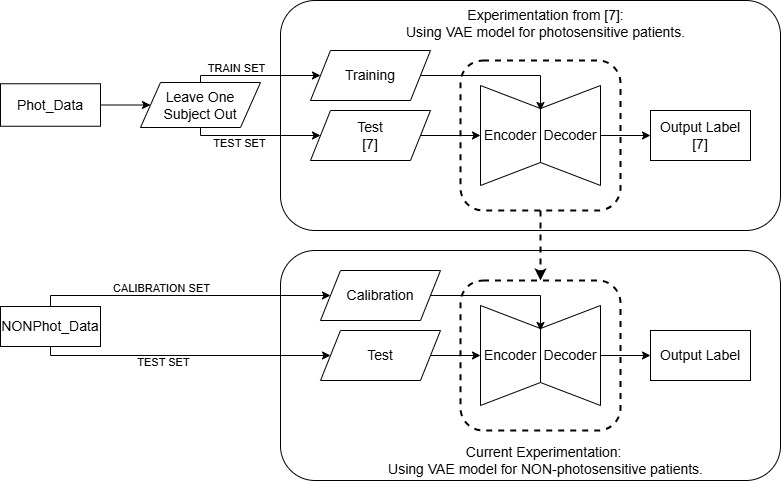 Experimentation from [7]:
Using VAE model for photosensitive patients.
TRAIN SET
Training
Phot_Data
Leave One
Subject Out
Test
[7]
Encoder
Decoder
Output Label
[7]
TEST SET
CALIBRATION SET
Calibration
NONPhot_Data
Test
Encoder
Decoder
Output Label
TEST SET
Current Experimentation:
Using VAE model for NON-photosensitive patients.